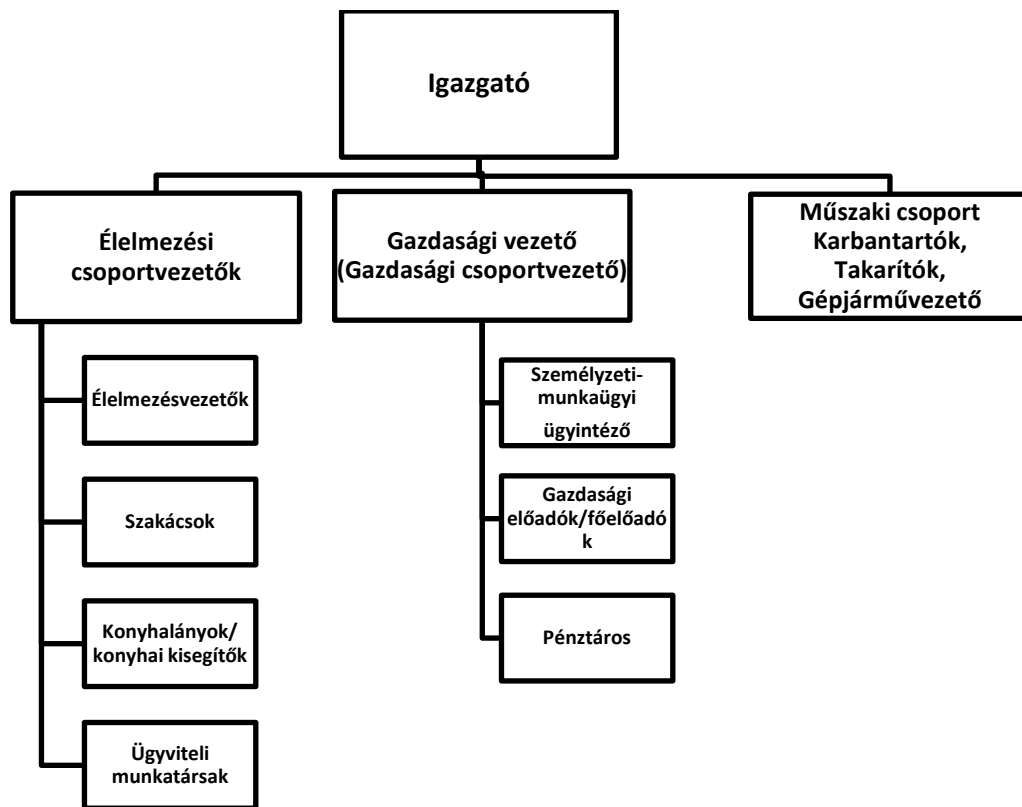 Igazgató
Élelmezési
csoportvezetők
Gazdasági vezető
(Gazdasági csoportvezető)
Műszaki csoport
Karbantartók,
Takarítók,
Gépjárművezető
Élelmezésvezetők
Szakácsok
Konyhalányok/
konyhai kisegítők
Ügyviteli
munkatársak
Személyzeti-
munkaügyi
ügyintéző
Gazdasági
előadók/főelőadó
k
Pénztáros